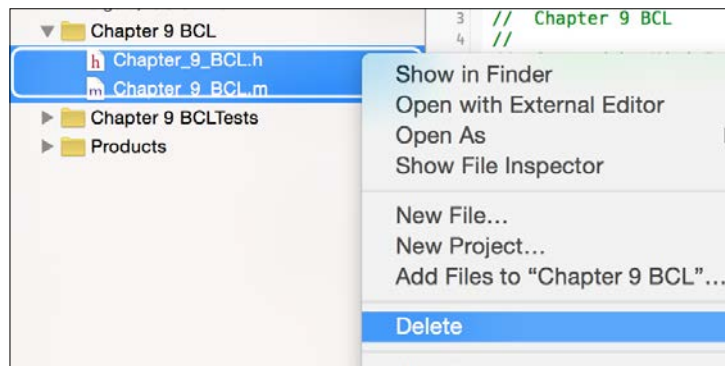 Chapter 9 BCL
h Chapter_9_BCL.h
m Chapter_9_BCL.m
Chapter 9 BCLTests
Products
3 // Chapter 9 BCL
4 //
Show in Finder
Open with External Editor
Open As
Show File Inspector
New File...
New Project...
Add Files to “Chapter 9 BCL”...
Delete